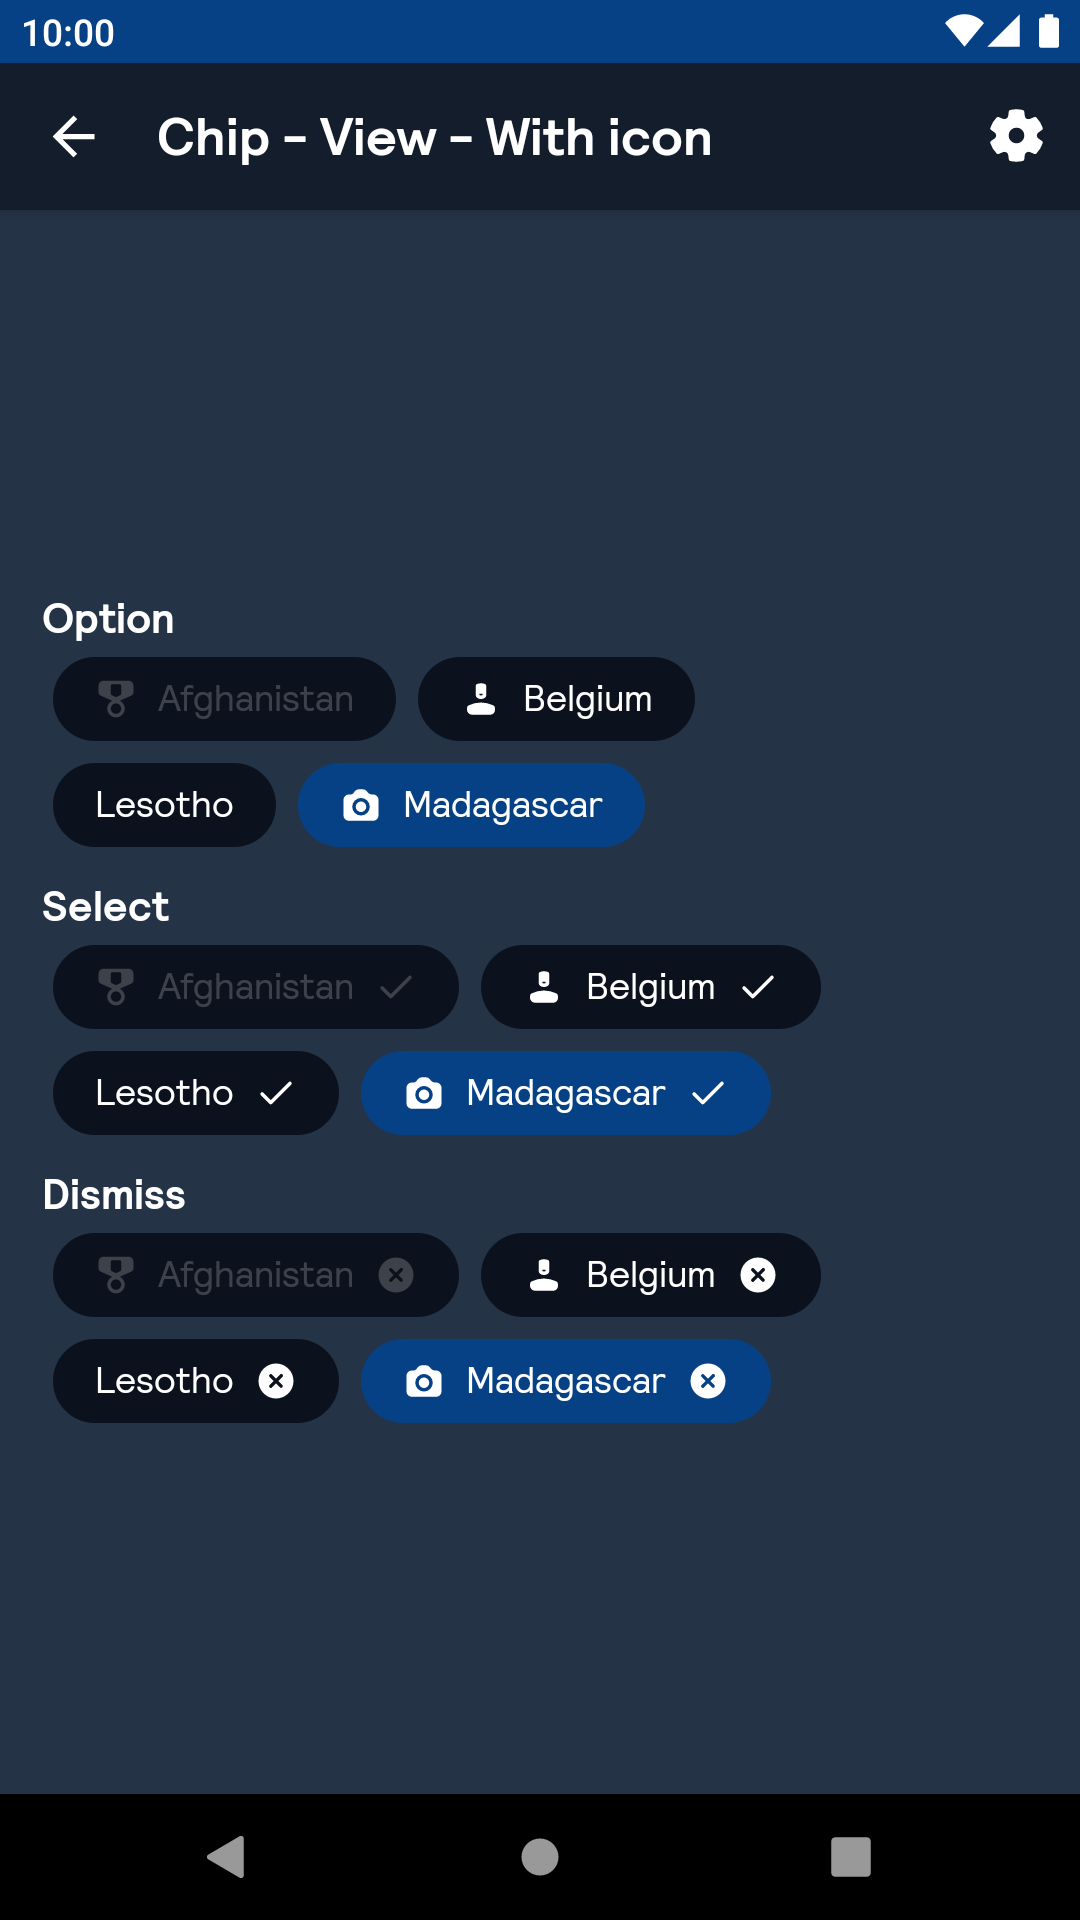 10:00
Chip - View - With icon
Option
Afghanistan Belgium
Lesotho Madagascar
Select
Afghanistan Belgium
Lesotho Madagascar
Dismiss
Afghanistan Belgium
Lesotho Madagascar